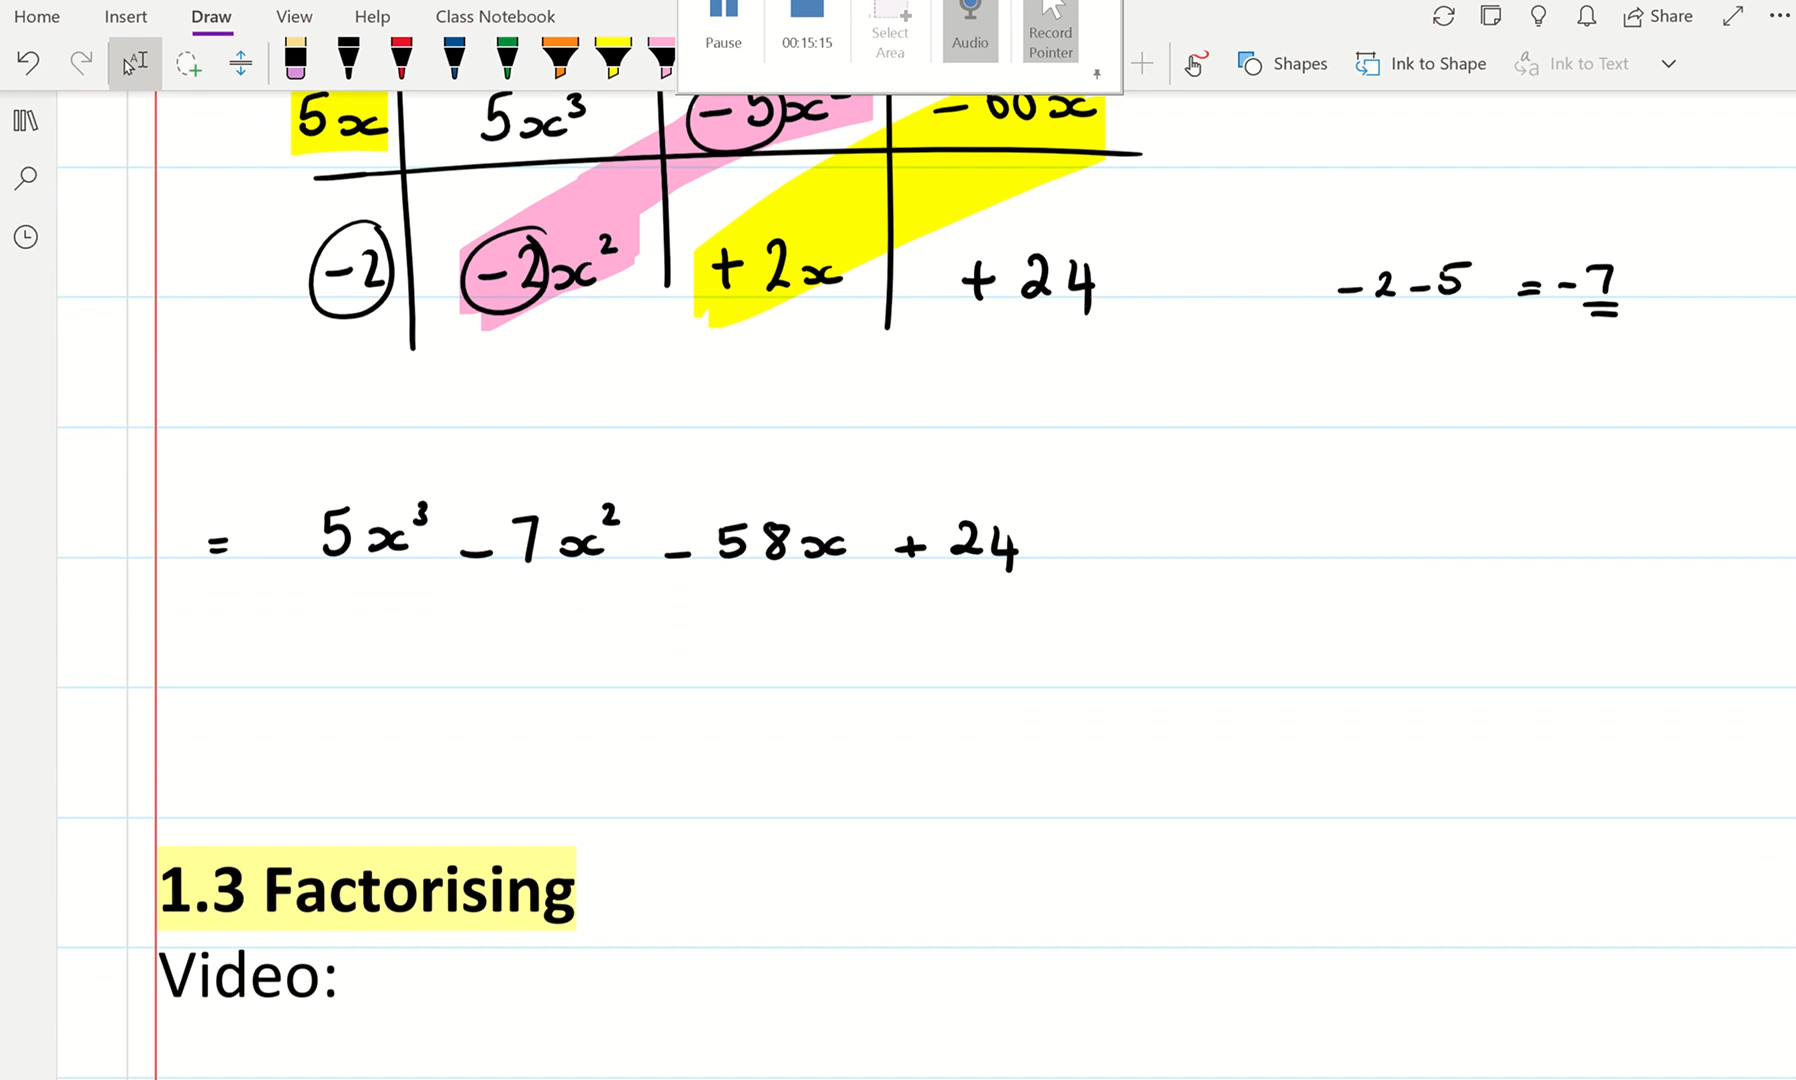 Home Insert Draw View Help Class Notebook Share
Pause 00:15:15 Select Area Audio Record Pointer
Shapes Ink to Shape Ink to Text
5x 5x³ -5x² -60x
-2 -2x² +2x +24 -2-5 = -7
= 5x³ - 7x² - 58x + 24
1.3 Factorising
Video: